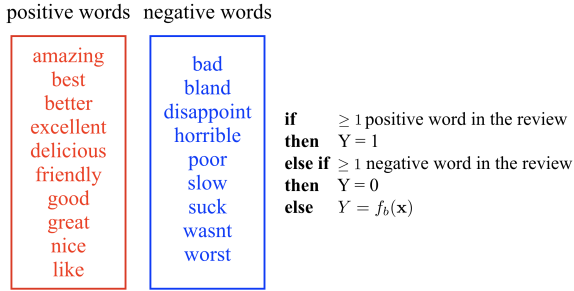 positive words
negative words
amazing
best
better
excellent
delicious
friendly
good
great
nice
like
bad
bland
disappoint
horrible
poor
slow
suck
wasnt
worst
if ≥ 1 positive word in the review
then Y = 1
else if ≥ 1 negative word in the review
then Y = 0
else Y = f_b(x)